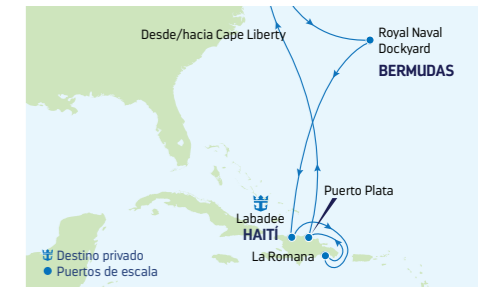 Desde/hacia Cape Liberty
Royal Naval
Dockyard
BERMUDAS
Puerto Plata
Labadee
HAITÍ
La Romana
Destino privado
Puertos de escala